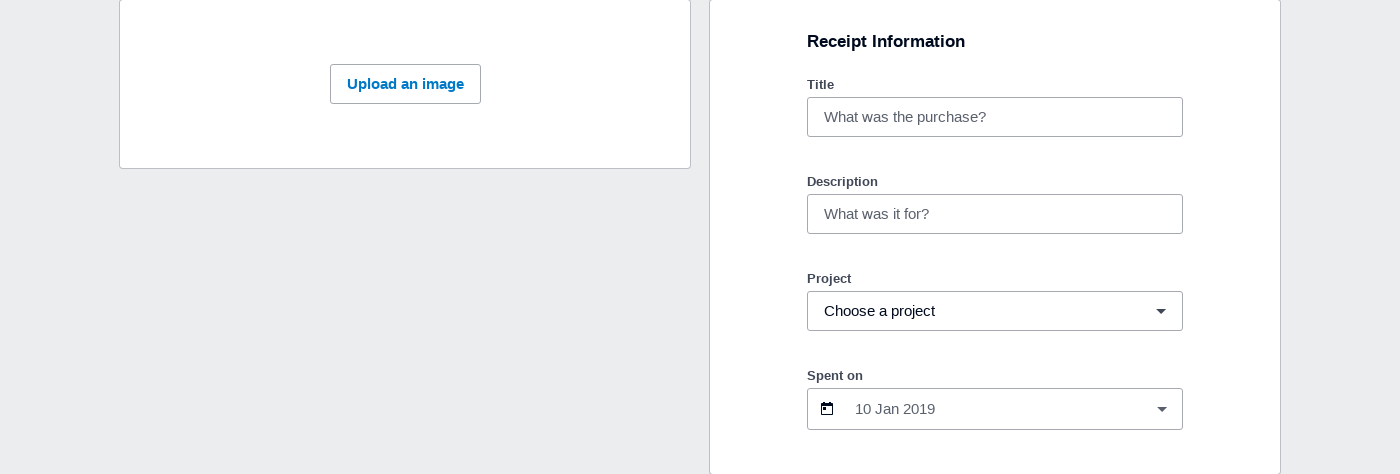 Upload an image
Receipt Information
Title
What was the purchase?
Description
What was it for?
Project
Choose a project
Spent on
10 Jan 2019